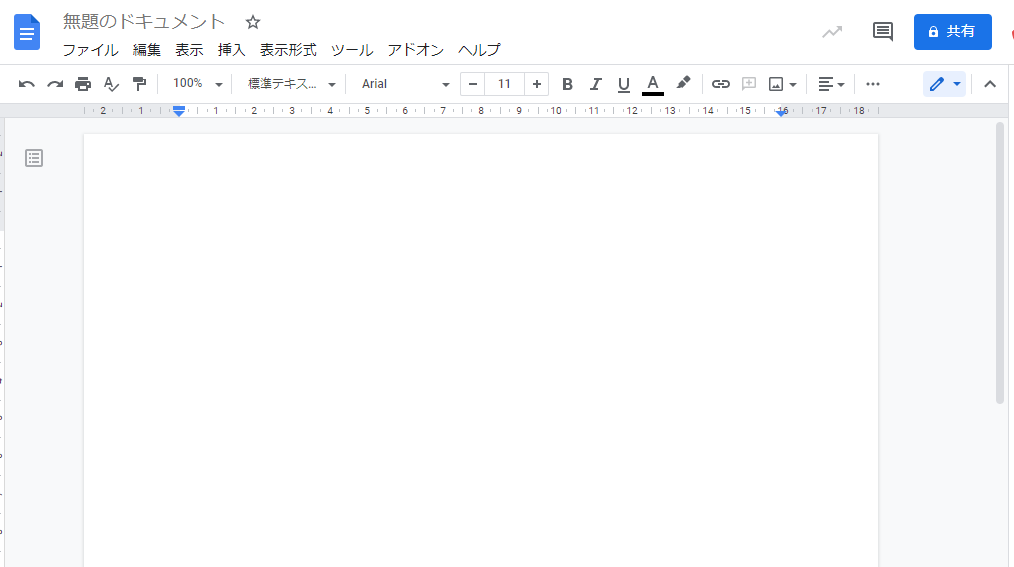 無題のドキュメント
ファイル 編集 表示 挿入 表示形式 ツール アドオン ヘルプ
共有
100% 標準テキス... Arial 11 B I U A
2 1 1 2 3 4 5 6 7 8 9 10 11 12 13 14 15 16 17 18